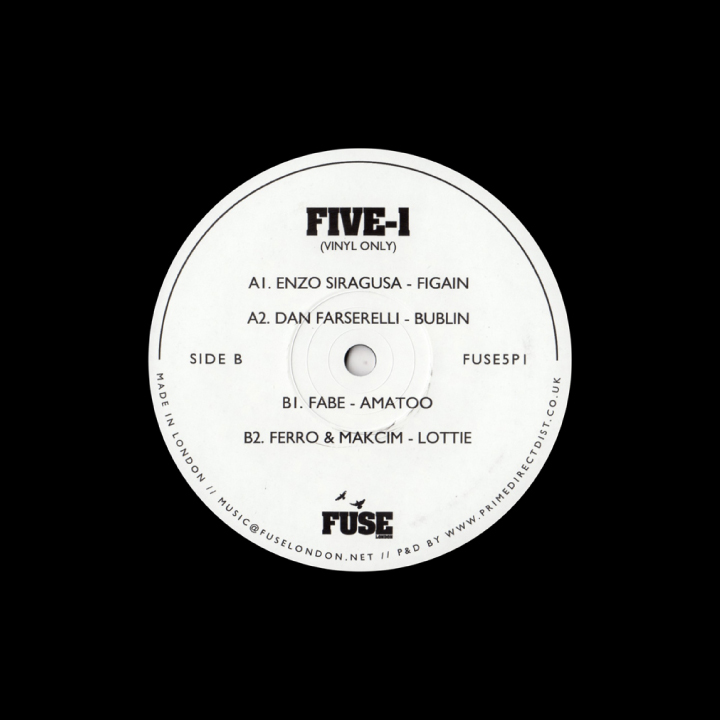 FIVE-1
(VINYL ONLY)
A1. ENZO SIRAGUSA - FIGAIN
A2. DAN FARSERELLI - BUBLIN
SIDE B
FUSE5P1
B1. FABE - AMATOO
B2. FERRO & MAKCIM - LOTTIE
FUSE
LONDON
MADE IN LONDON // MUSIC@FUSELONDON.NET // P&D BY WWW.PRIMEDIRECTDIST.CO.UK